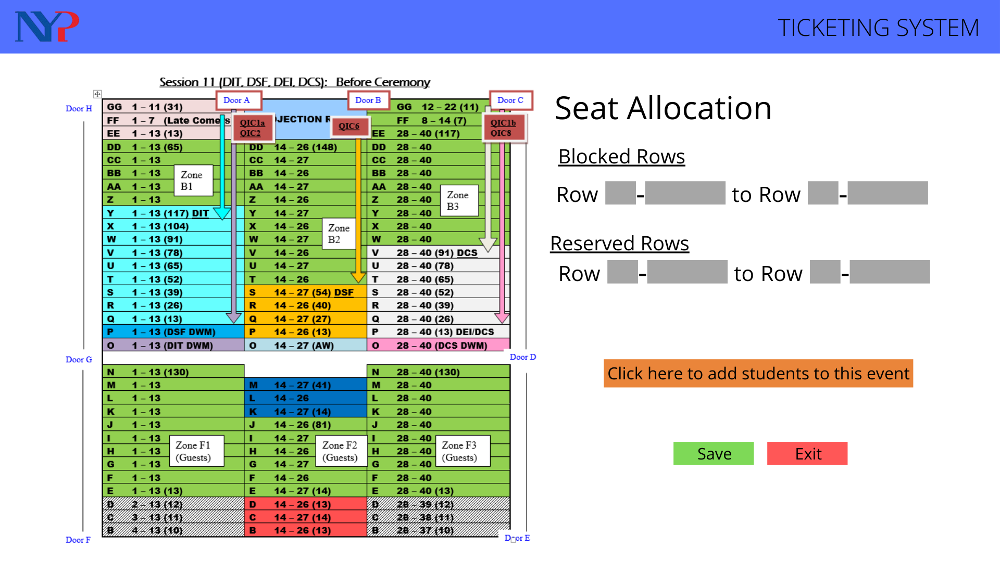 NYP
TICKETING SYSTEM
Session 11 (DIT, DSF, DEI, DCS): Before Ceremony
Door A
Door B
Door C
Door H
GG 1 – 11 (31)
GG 12 – 22 (11)
FF 1 – 7 (Late Comers
JECTION R
FF 8 – 14 (7)
QIC1a
QIC2
QIC6
QIC1b
QIC8
EE 1 – 13 (13)
EE 28 – 40 (117)
DD 1 – 13 (65)
DD 14 – 26 (148)
DD 28 – 40
CC 1 – 13
CC 14 – 27
CC 28 – 40
BB 1 – 13
BB 14 – 26
BB 28 – 40
Zone
B1
AA 1 – 13
AA 14 – 27
AA 28 – 40
Z 1 – 13
Z 14 – 26
Z 28 – 40
Zone
B3
Y 1 – 13 (117) DIT
Y 14 – 27
Y 28 – 40
X 1 – 13 (104)
X 14 – 26
X 28 – 40
Zone
B2
W 1 – 13 (91)
W 14 – 27
W 28 – 40
V 1 – 13 (78)
V 14 – 26
V 28 – 40 (91) DCS
U 1 – 13 (65)
U 14 – 27
U 28 – 40 (78)
T 1 – 13 (52)
T 14 – 26
T 28 – 40 (65)
S 1 – 13 (39)
S 14 – 27 (54) DSF
S 28 – 40 (52)
R 1 – 13 (26)
R 14 – 26 (40)
R 28 – 40 (39)
Q 1 – 13 (13)
Q 14 – 27 (27)
Q 28 – 40 (26)
P 1 – 13 (DSF DWM)
P 14 – 26 (13)
P 28 – 40 (13) DEI/DCS
O 1 – 13 (DIT DWM)
O 14 – 27 (AW)
O 28 – 40 (DCS DWM)
Door G
Door D
N 1 – 13 (130)
N 28 – 40 (130)
M 1 – 13
M 14 – 27 (41)
M 28 – 40
L 1 – 13
L 14 – 26
L 28 – 40
K 1 – 13
K 14 – 27 (14)
K 28 – 40
J 1 – 13
J 14 – 26 (81)
J 28 – 40
I 1 – 13
I 14 – 27
I 28 – 40
Zone F1
(Guests)
Zone F2
(Guests)
Zone F3
(Guests)
H 1 – 13
H 14 – 26
H 28 – 40
G 1 – 13
G 14 – 27
G 28 – 40
F 1 – 13
F 14 – 26
F 28 – 40
E 1 – 13 (13)
E 14 – 27 (14)
E 28 – 40 (13)
D 2 – 13 (12)
D 14 – 26 (13)
D 28 – 39 (12)
C 3 – 13 (11)
C 14 – 27 (14)
C 28 – 38 (11)
B 4 – 13 (10)
B 14 – 26 (13)
B 28 – 37 (10)
Door F
Door E
Seat Allocation
Blocked Rows
Row - to Row -
Reserved Rows
Row - to Row -
Click here to add students to this event
Save
Exit